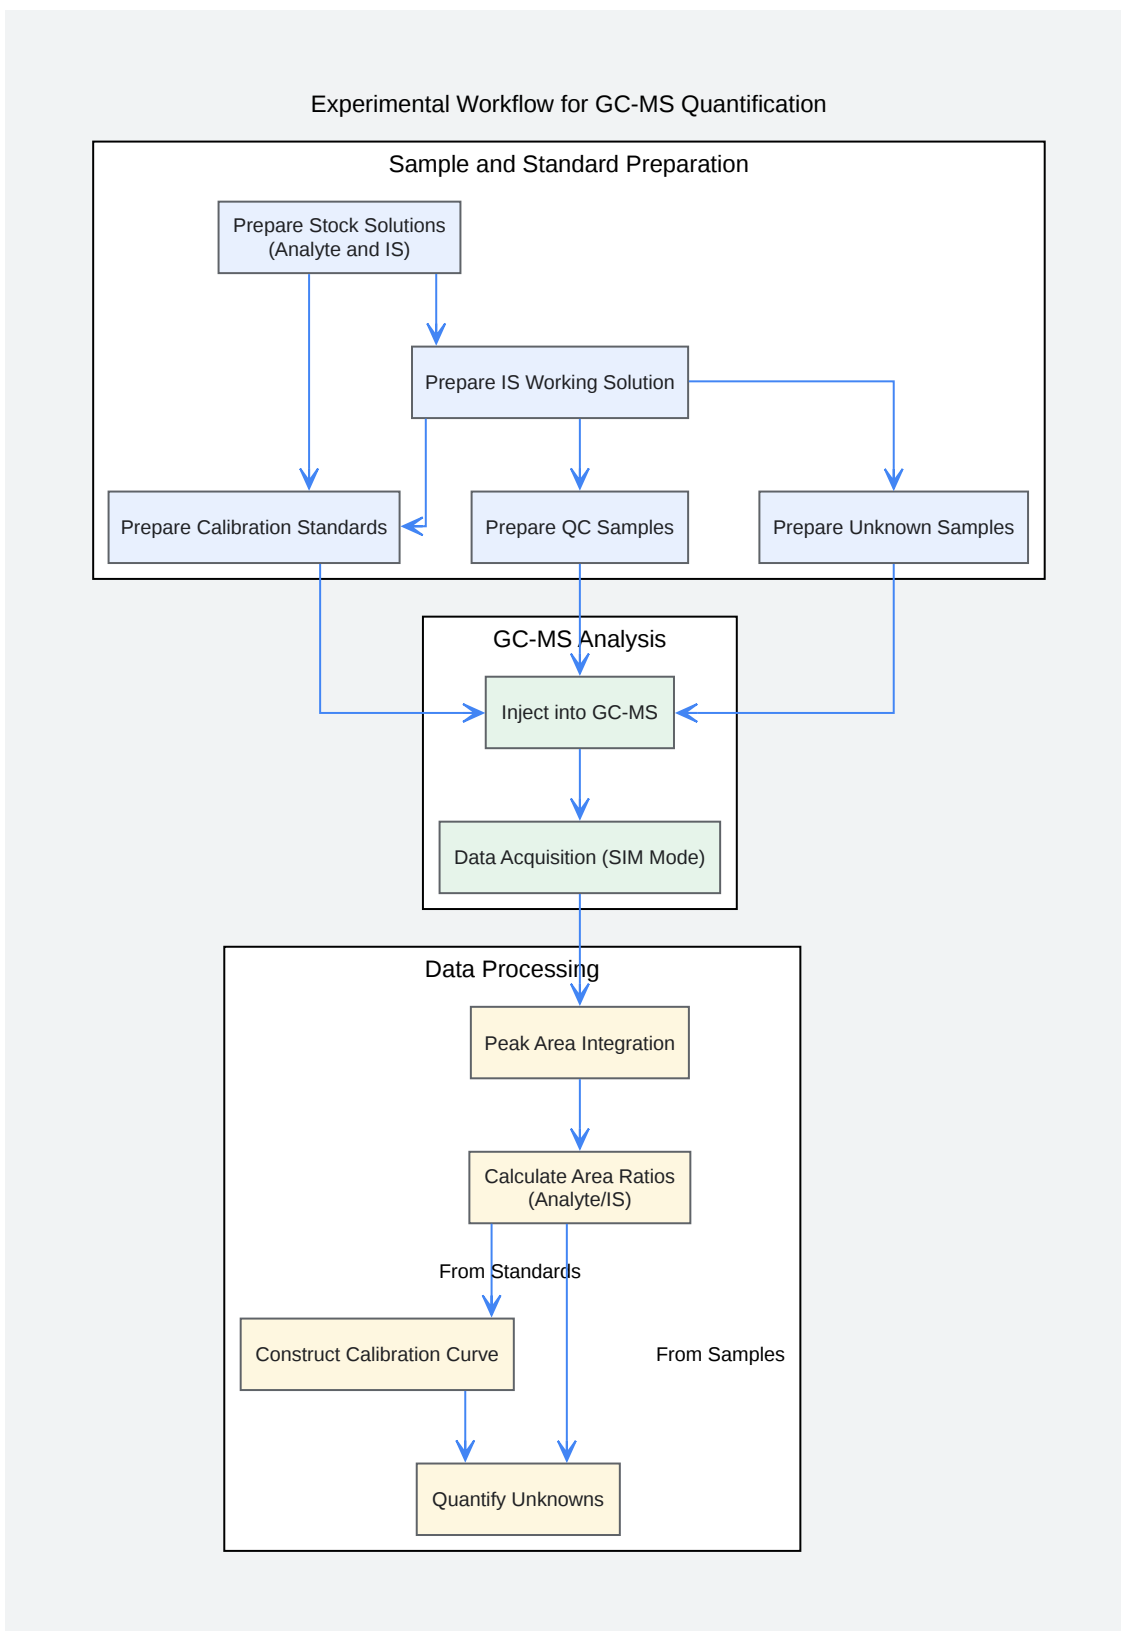 Experimental Workflow for GC-MS Quantification
Sample and Standard Preparation
Prepare Stock Solutions
(Analyte and IS)
Prepare IS Working Solution
Prepare Calibration Standards
Prepare QC Samples
Prepare Unknown Samples
GC-MS Analysis
Inject into GC-MS
Data Acquisition (SIM Mode)
Data Processing
Peak Area Integration
Calculate Area Ratios
(Analyte/IS)
From Standards
Construct Calibration Curve
From Samples
Quantify Unknowns